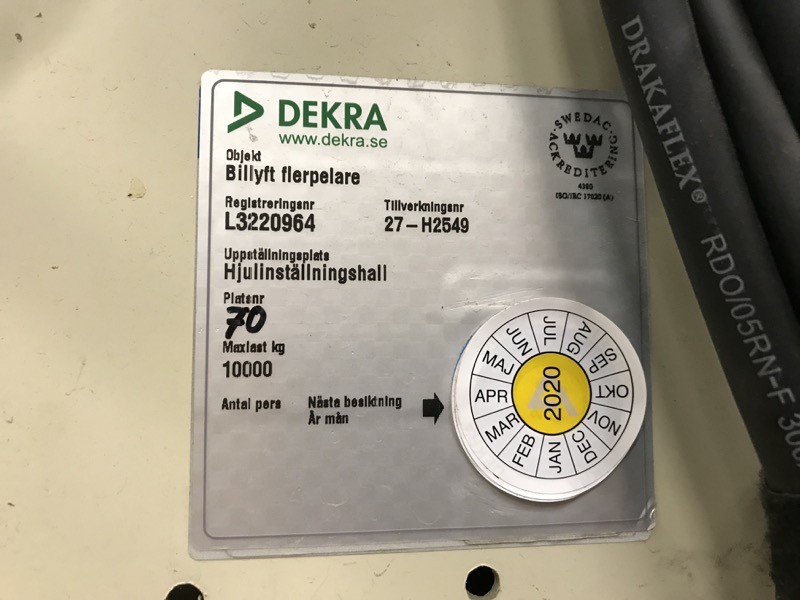 DEKRA
www.dekra.se
SWEDAC
ACKREDITERING
4380
ISO/IEC 17020 (A)
Objekt
Billyft flerpelare
Registreringsnr Tillverkningsnr
L3220964 27-H2549
Uppställningsplats
Hjulinställningshall
Platsnr
70
Maxlast kg
10000
Antal pers Nästa besiktning
År mån
JAN FEB MAR APR MAJ JUN JUL AUG SEP OKT NOV DEC
2020
DRAKAFLEX® RDO/05RN-F